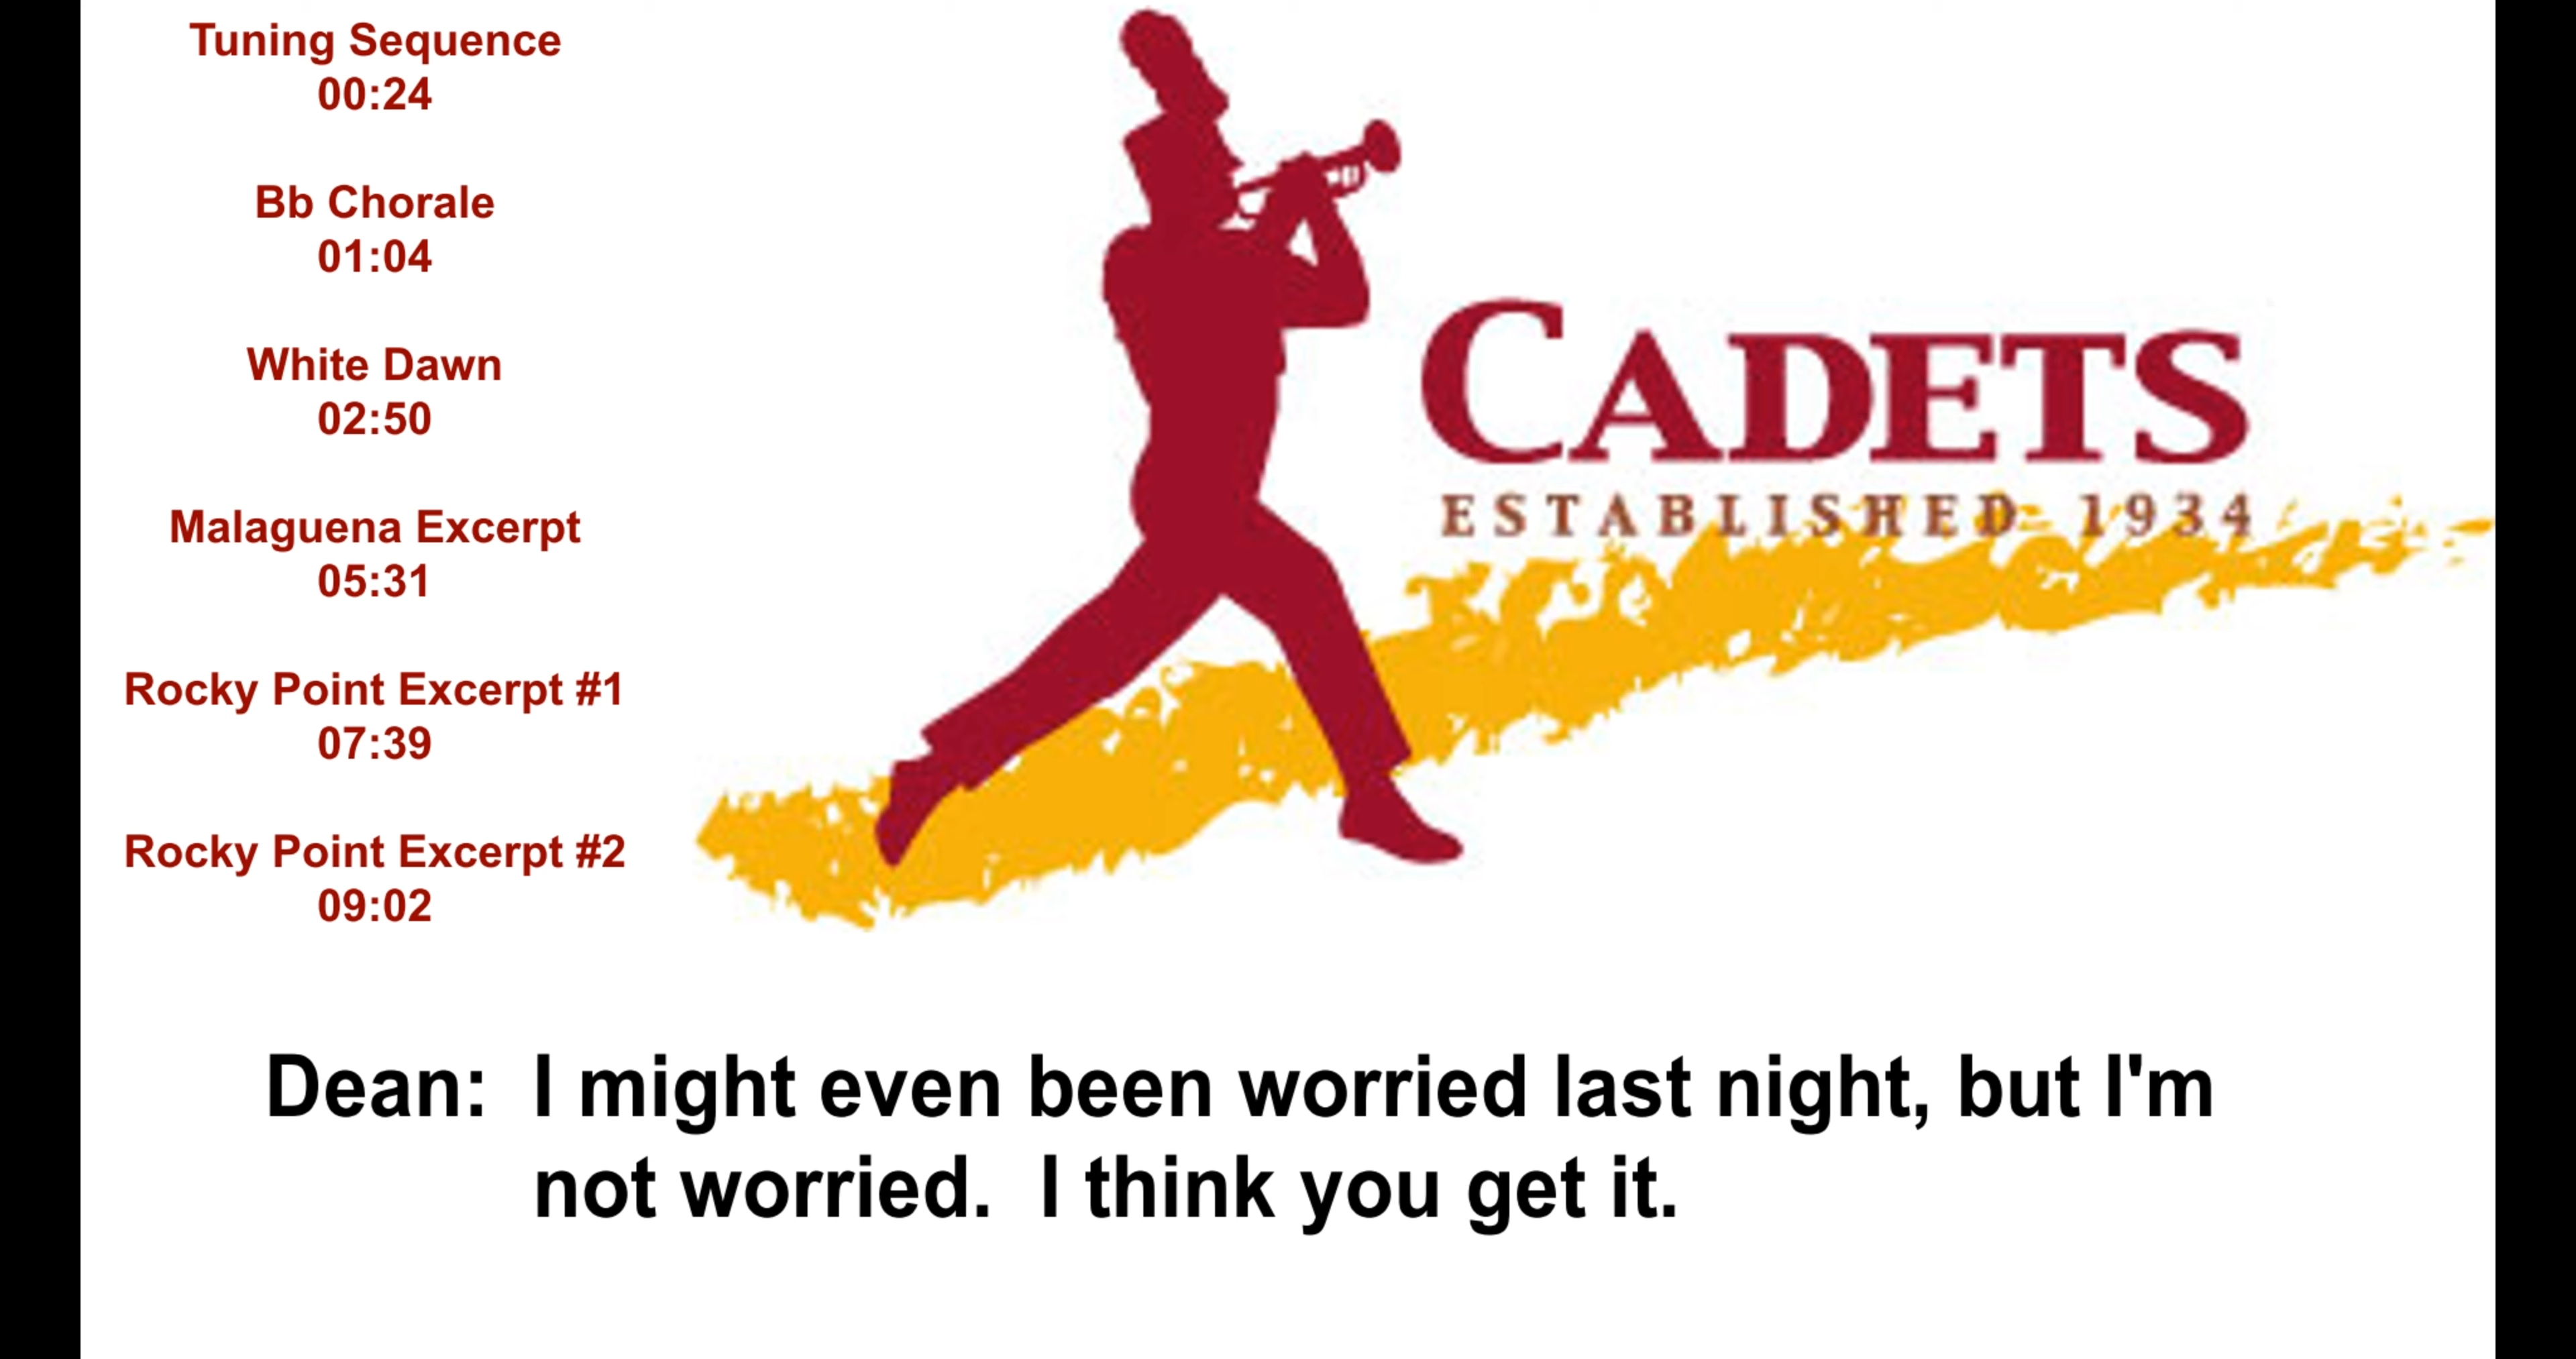 Tuning Sequence
00:24
Bb Chorale
01:04
White Dawn
02:50
Malaguena Excerpt
05:31
Rocky Point Excerpt #1
07:39
Rocky Point Excerpt #2
09:02
CADETS
ESTABLISHED 1934
Dean:  I might even been worried last night, but I'm
not worried.  I think you get it.